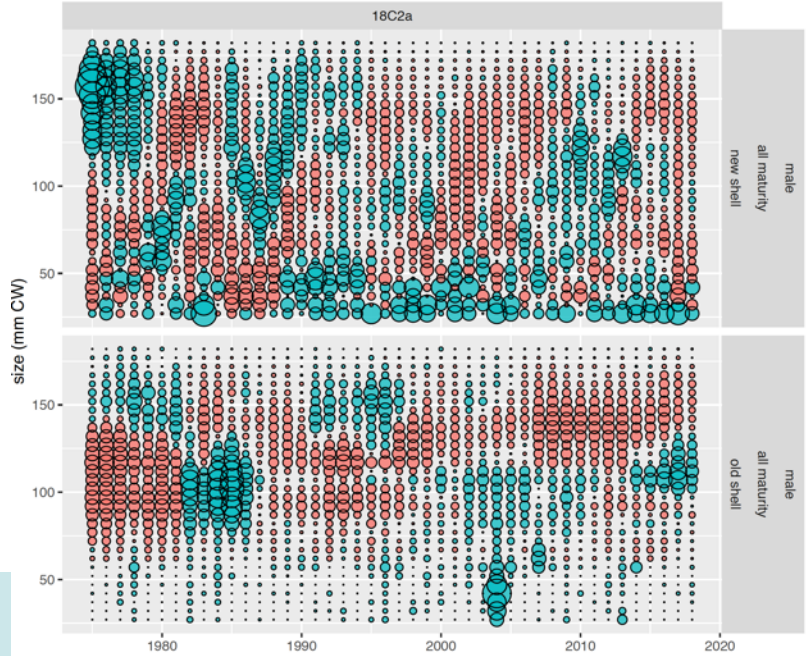 18C2a
150
100
50
male
all maturity
new shell
size (mm CW)
150
100
50
male
all maturity
old shell
1980
1990
2000
2010
2020